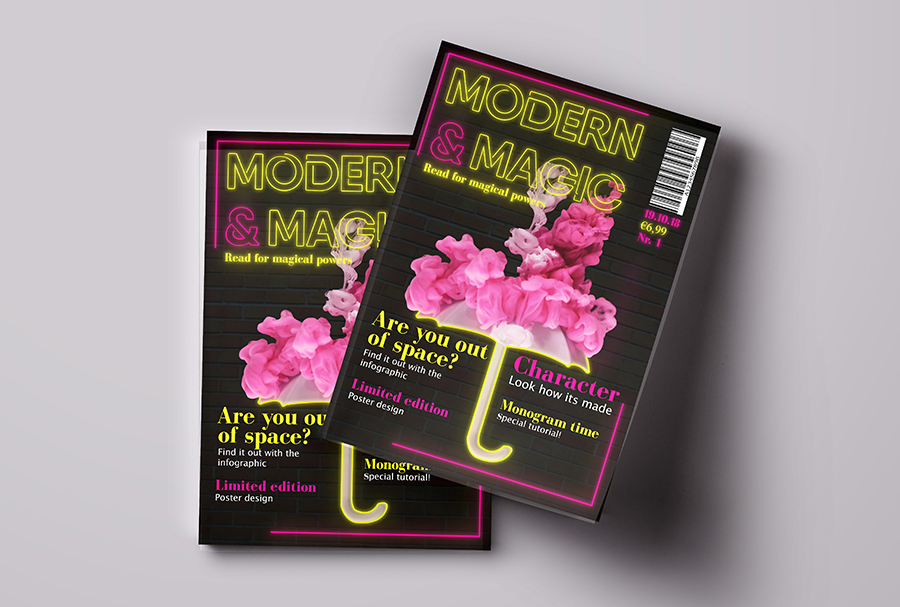 MODERN
& MAGIC
Read for magical powers
Are you ou
of space?
Find it out with the
infographic
Limited edition
Poster design
Special tutorial!
MODERN
& MAGIC
Read for magical powers
19.10.18
€6,99
Nr. 1
Are you out
of space?
Find it out with the
infographic
Limited edition
Poster design
Character
Look how its made
Monogram time
Special tutorial!